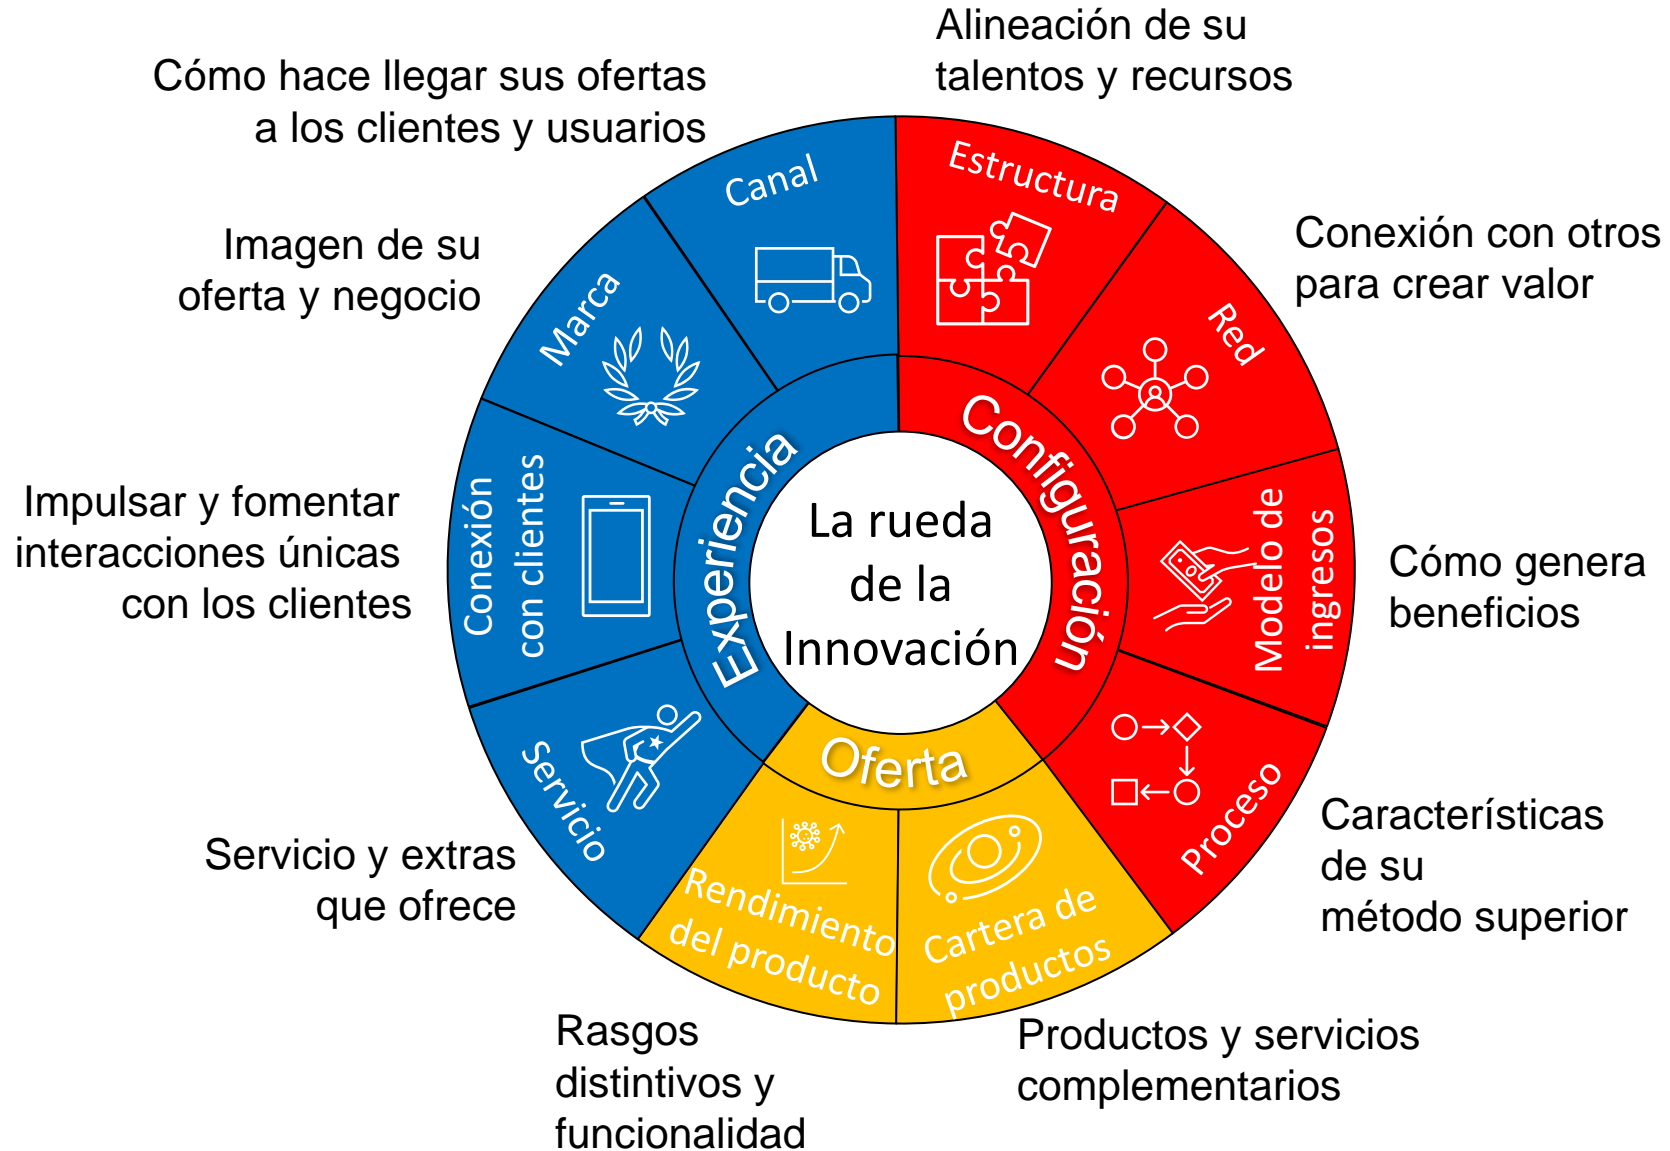 Alineación de su
talentos y recursos
Cómo hace llegar sus ofertas
a los clientes y usuarios
Estructura
Canal
Imagen de su
oferta y negocio
Conexión con otros
para crear valor
Marca
Red
Configuración
Experiencia
La rueda
de la
Innovación
Impulsar y fomentar
interacciones únicas
con los clientes
Conexión
con clientes
Modelo de
ingresos
Cómo genera
beneficios
Oferta
Servicio
Proceso
Servicio y extras
que ofrece
Características
de su
método superior
Rendimiento
del producto
Cartera de
productos
Rasgos
distintivos y
funcionalidad
Productos y servicios
complementarios